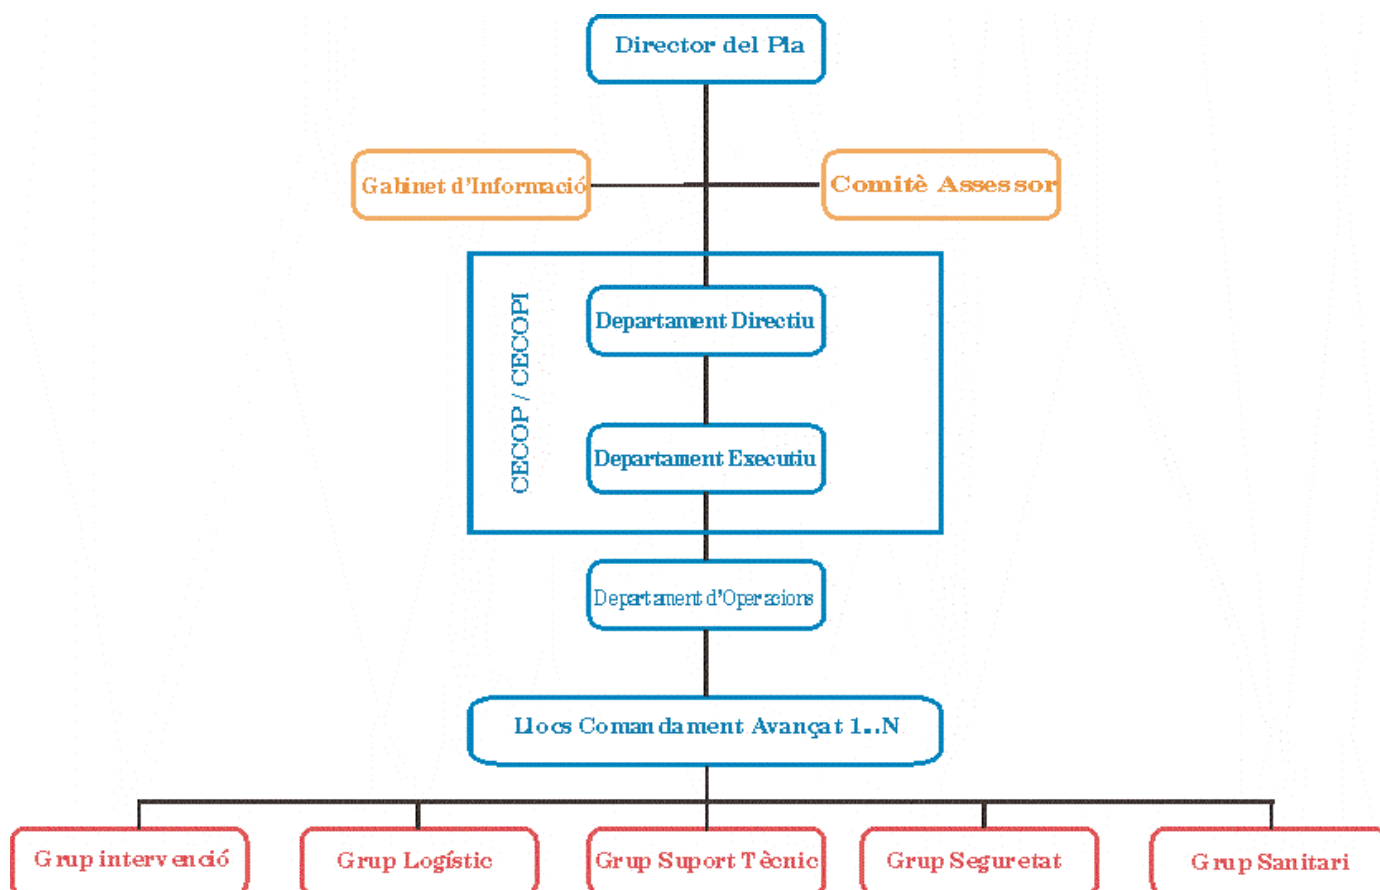 Director del Pla
Gabinet d'Informació
Comitè Assessor
CECOP / CECOPI
Departament Directiu
Departament Executiu
Departament d'Operacions
Llocs Comandament Avançat 1..N
Grup intervenció
Grup Logístic
Grup Suport Tècnic
Grup Seguretat
Grup Sanitari